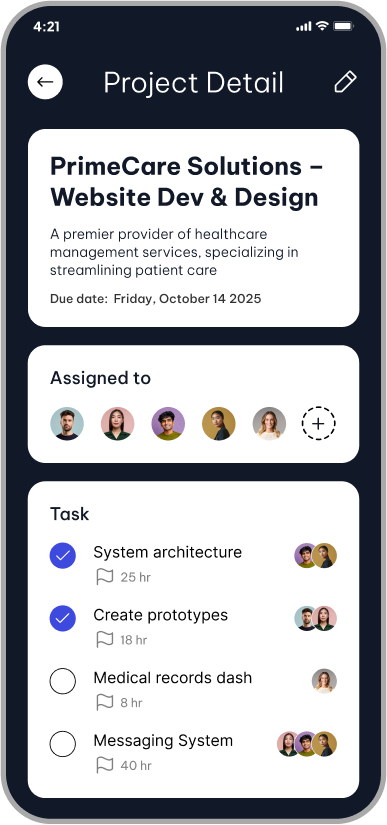 4:21
Project Detail
PrimeCare Solutions –
Website Dev & Design
A premier provider of healthcare
management services, specializing in
streamlining patient care
Due date: Friday, October 14 2025
Assigned to
Task
System architecture
25 hr
Create prototypes
18 hr
Medical records dash
8 hr
Messaging System
40 hr